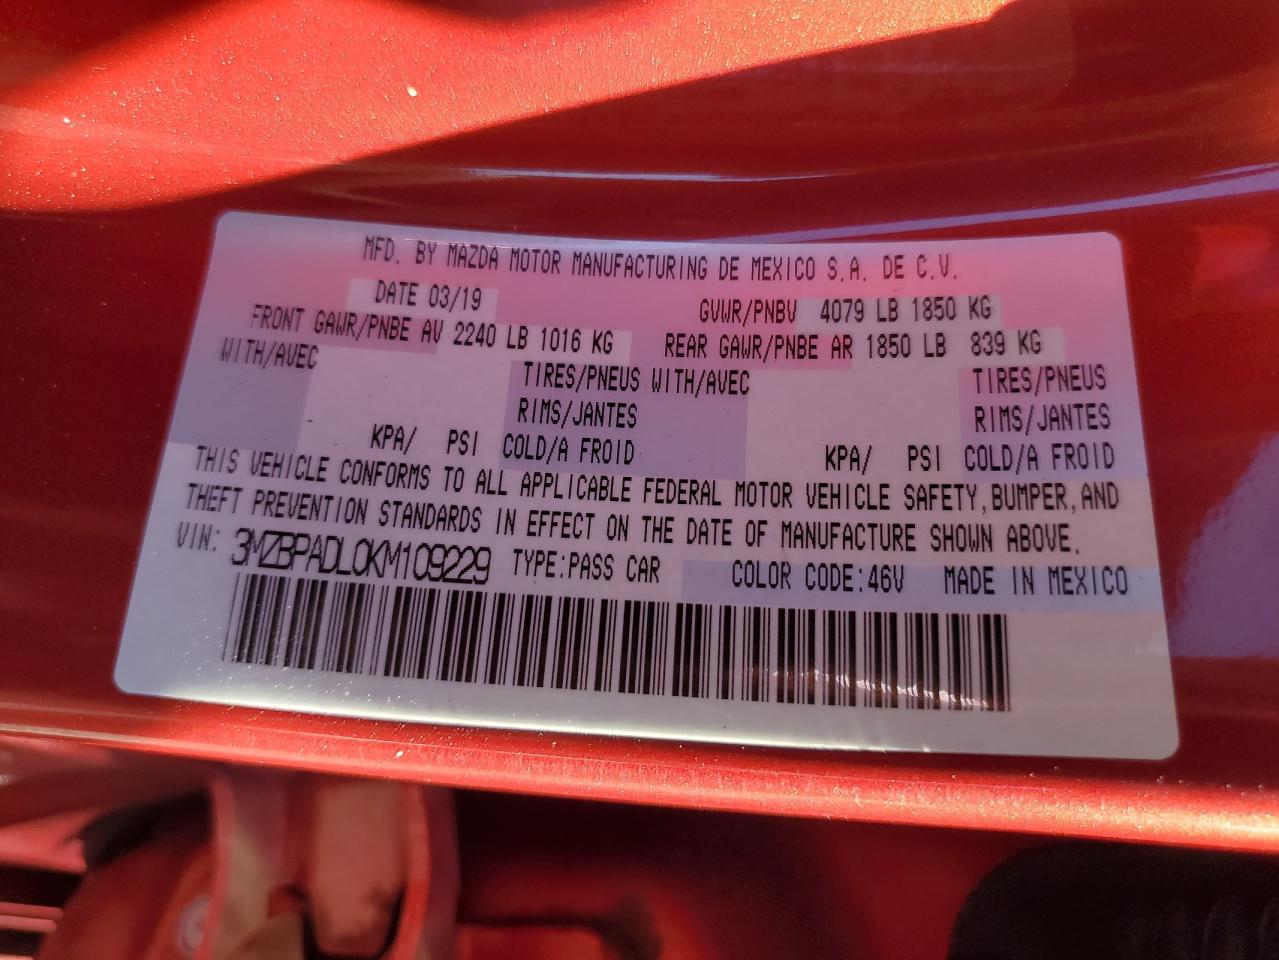 MFD. BY MAZDA MOTOR MANUFACTURING DE MEXICO S.A. DE C.V.
DATE 03/19 GVWR/PNBV 4079 LB 1850 KG
FRONT GAWR/PNBE AV 2240 LB 1016 KG REAR GAWR/PNBE AR 1850 LB 839 KG
WITH/AVEC TIRES/PNEUS WITH/AVEC TIRES/PNEUS
RIMS/JANTES RIMS/JANTES
KPA/ PSI COLD/A FROID KPA/ PSI COLD/A FROID
THIS VEHICLE CONFORMS TO ALL APPLICABLE FEDERAL MOTOR VEHICLE SAFETY, BUMPER, AND
THEFT PREVENTION STANDARDS IN EFFECT ON THE DATE OF MANUFACTURE SHOWN ABOVE.
VIN: 3MZBPADL0KM109229 TYPE:PASS CAR COLOR CODE:46V MADE IN MEXICO